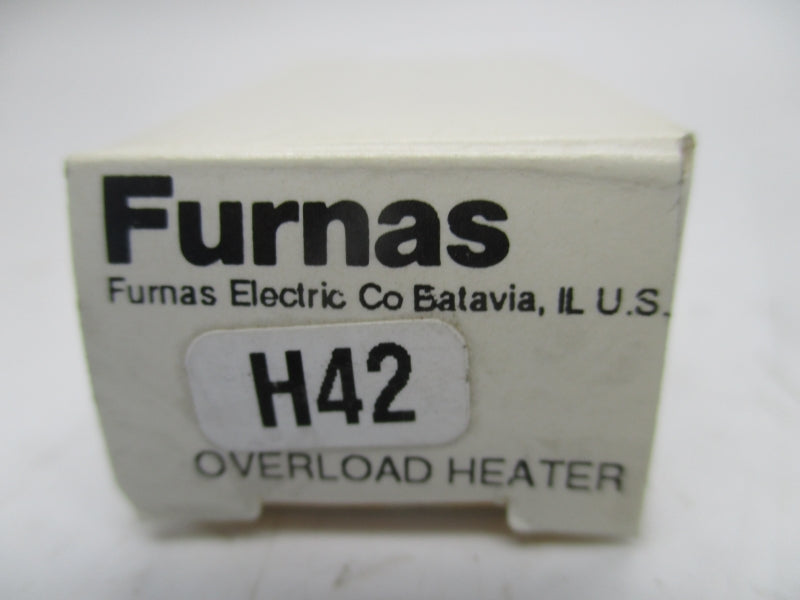 Furnas
Furnas Electric Co Batavia, IL U.S.
H42
OVERLOAD HEATER